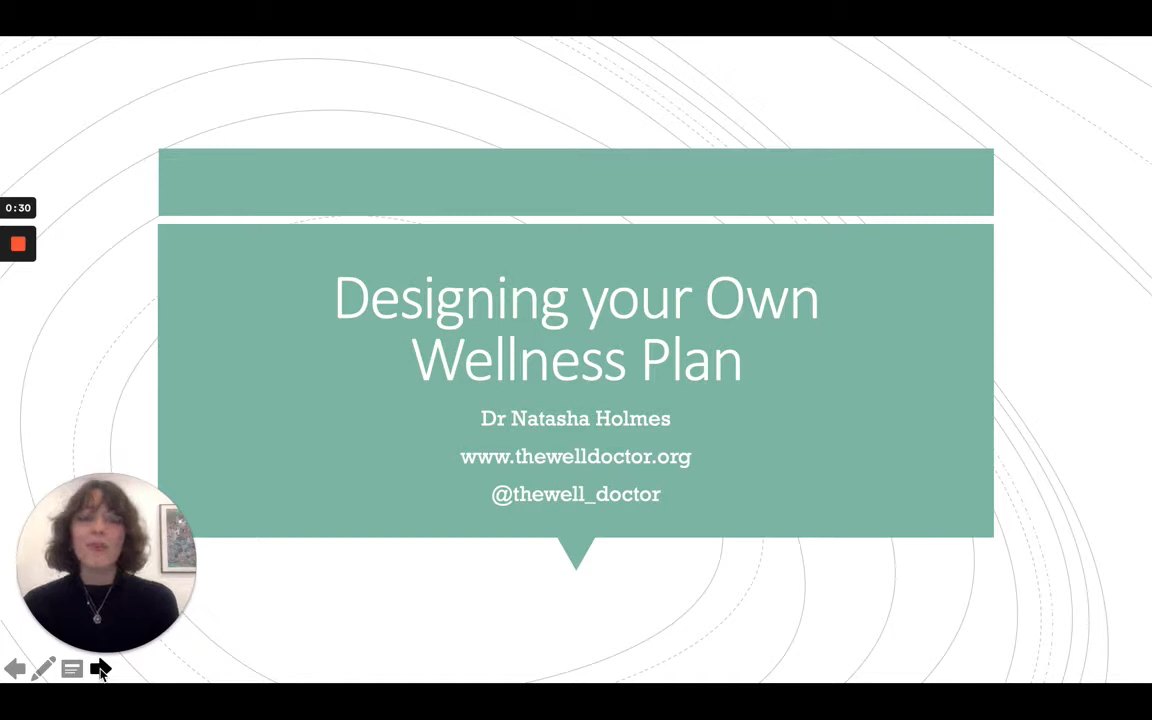 0:30
Designing your Own
Wellness Plan
Dr Natasha Holmes
www.thewelldoctor.org
@thewell_doctor